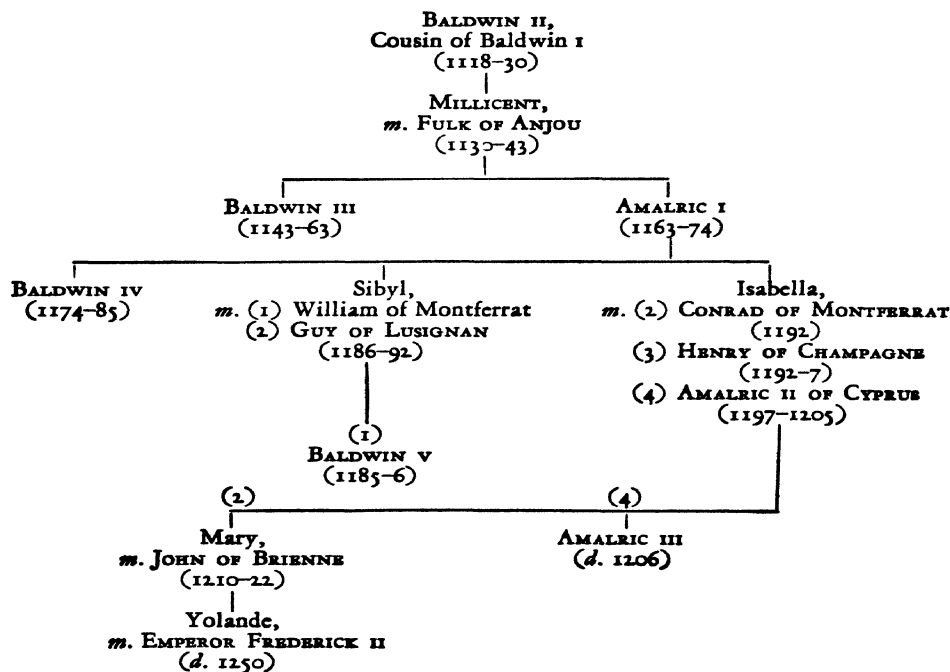 BALDWIN II,
Cousin of Baldwin I
(1118–30)
MILLICENT,
m. FULK OF ANJOU
(1130–43)
BALDWIN III
(1143–63)
AMALRIC I
(1163–74)
BALDWIN IV
(1174–85)
Sibyl,
m. (1) William of Montferrat
(2) GUY OF LUSIGNAN
(1186–92)
Isabella,
m. (2) CONRAD OF MONTFERRAT
(1192)
(3) HENRY OF CHAMPAGNE
(1192–7)
(4) AMALRIC II OF CYPRUS
(1197–1205)
(1)
BALDWIN V
(1185–6)
(2)
(4)
Mary,
m. JOHN OF BRIENNE
(1210–22)
AMALRIC III
(d. 1206)
Yolande,
m. EMPEROR FREDERICK II
(d. 1250)